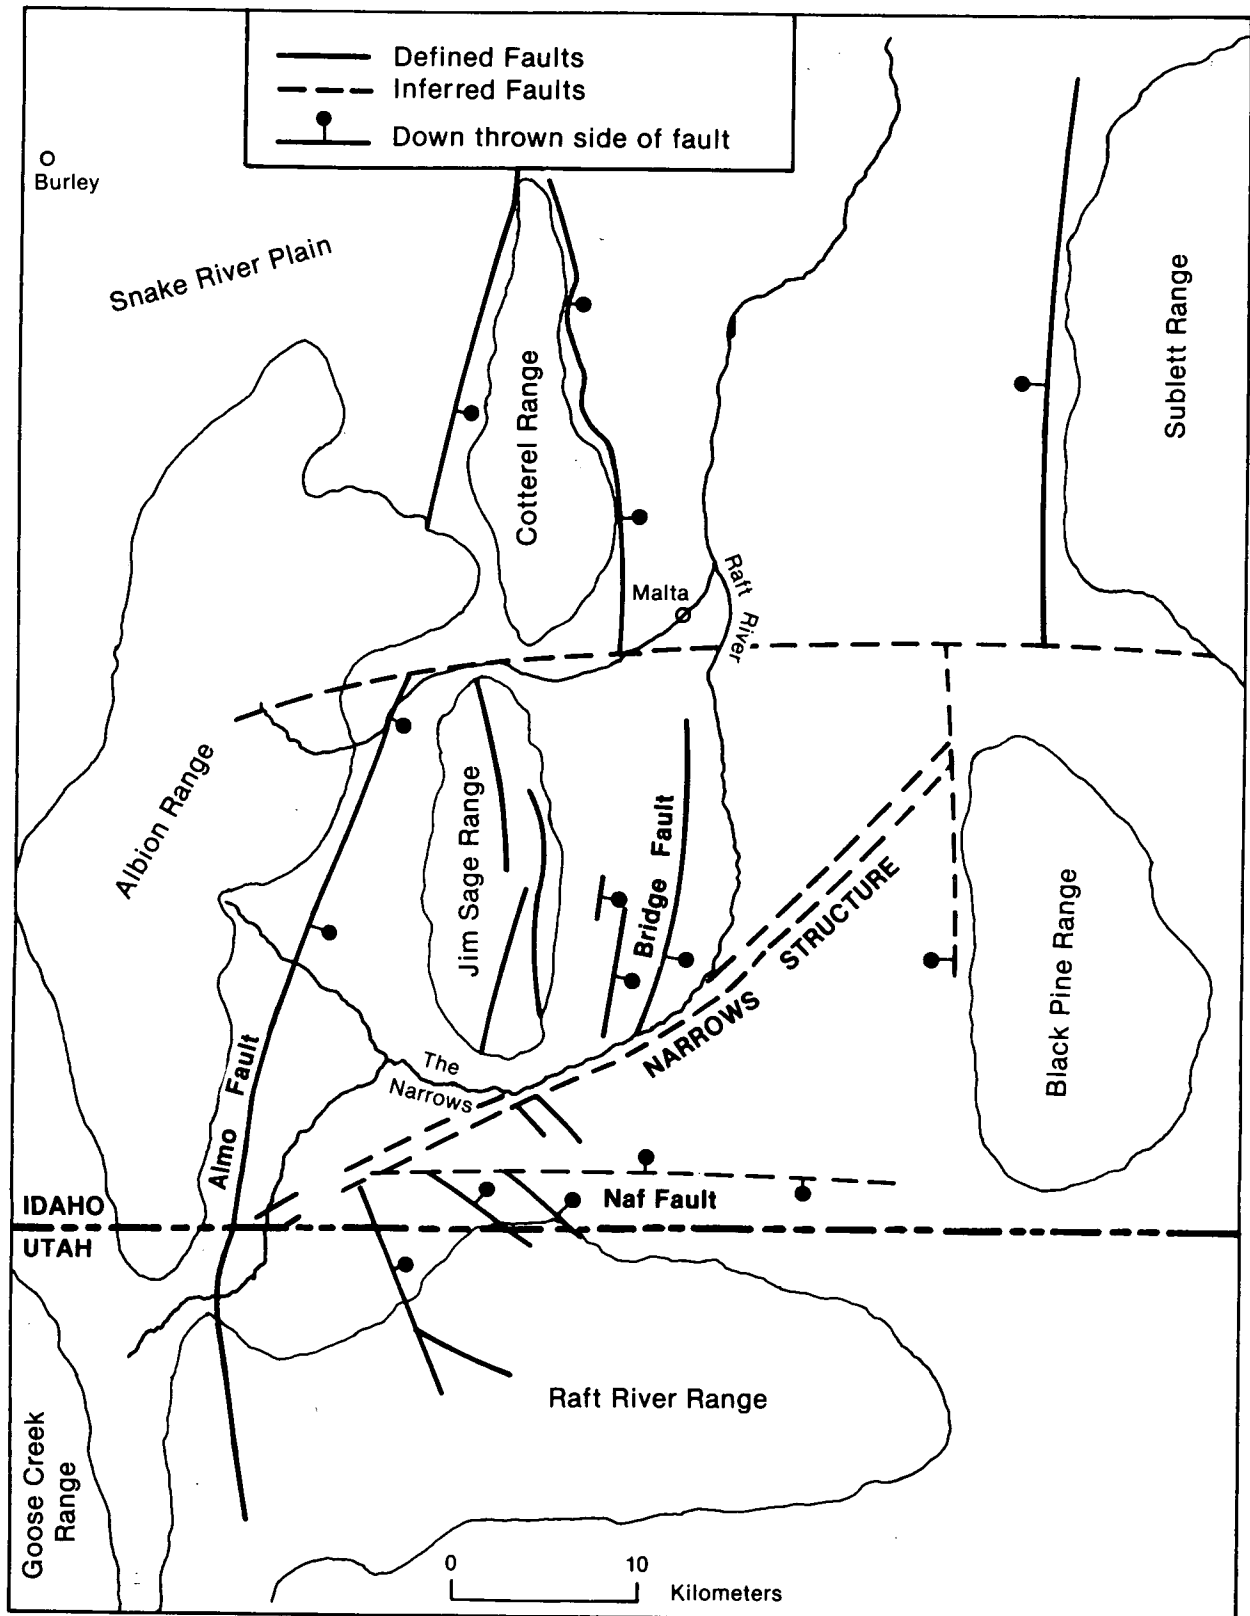 Defined Faults
Inferred Faults
Down thrown side of fault
Burley
Snake River Plain
Cotterel Range
Sublett Range
Malta
Raft River
Albion Range
Jim Sage Range
Bridge Fault
NARROWS STRUCTURE
Black Pine Range
The
Narrows
Almo Fault
IDAHO
UTAH
Naf Fault
Raft River Range
Goose Creek
Range
0 10
Kilometers